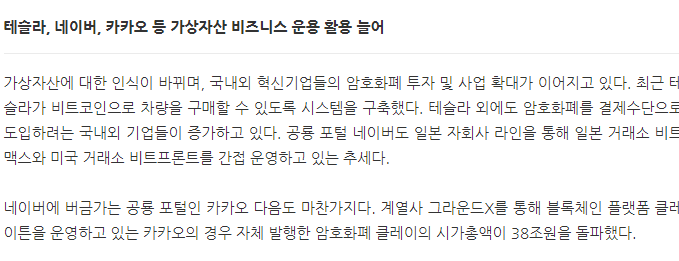 테슬라, 네이버, 카카오 등 가상자산 비즈니스 운용 활용 늘어
가상자산에 대한 인식이 바뀌며, 국내외 혁신기업들의 암호화폐 투자 및 사업 확대가 이어지고 있다. 최근 테
슬라가 비트코인으로 차량을 구매할 수 있도록 시스템을 구축했다. 테슬라 외에도 암호화폐를 결제수단으로
도입하려는 국내외 기업들이 증가하고 있다. 공룡 포털 네이버도 일본 자회사 라인을 통해 일본 거래소 비트
맥스와 미국 거래소 비트프론트를 간접 운영하고 있는 추세다.
네이버에 버금가는 공룡 포털인 카카오 다음도 마찬가지다. 계열사 그라운드X를 통해 블록체인 플랫폼 클레
이튼을 운영하고 있는 카카오의 경우 자체 발행한 암호화폐 클레이의 시가총액이 38조원을 돌파했다.